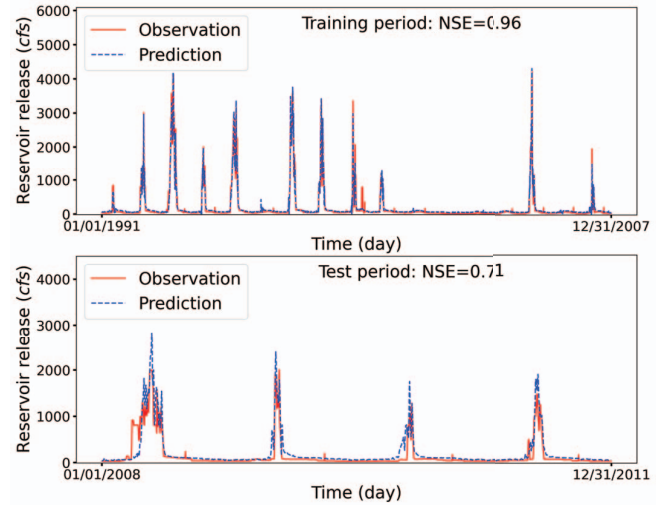 Training period: NSE=0.96
Observation
Prediction
Reservoir release (cfs)
6000
5000
4000
3000
2000
1000
0
01/01/1991
12/31/2007
Time (day)
Test period: NSE=0.71
Observation
Prediction
Reservoir release (cfs)
4000
3000
2000
1000
0
01/01/2008
12/31/2011
Time (day)